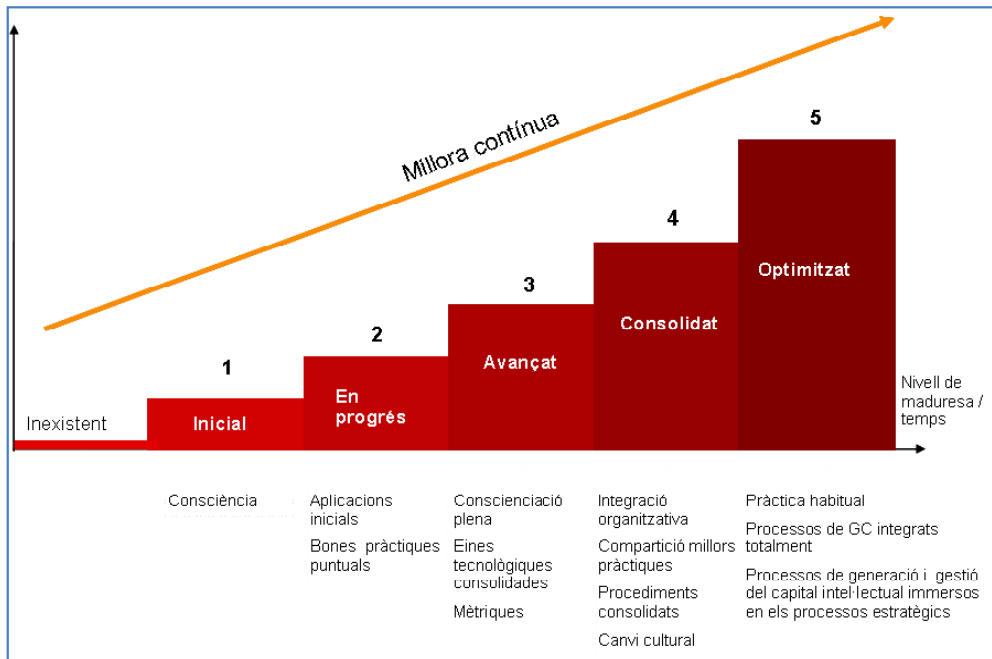 Millora contínua
5
4
3
2
1
Optimitzat
Consolidat
Avançat
En
progrés
Inicial
Inexistent
Nivell de
maduresa /
temps
Consciència
Aplicacions
inicials
Bones pràctiques
puntuals
Conscienciació
plena
Eines
tecnològiques
consolidades
Mètriques
Integració
organitzativa
Compartició millors
pràctiques
Procediments
consolidats
Canvi cultural
Pràctica habitual
Processos de GC integrats
totalment
Processos de generació i gestió
del capital intel·lectual immersos
en els processos estratègics